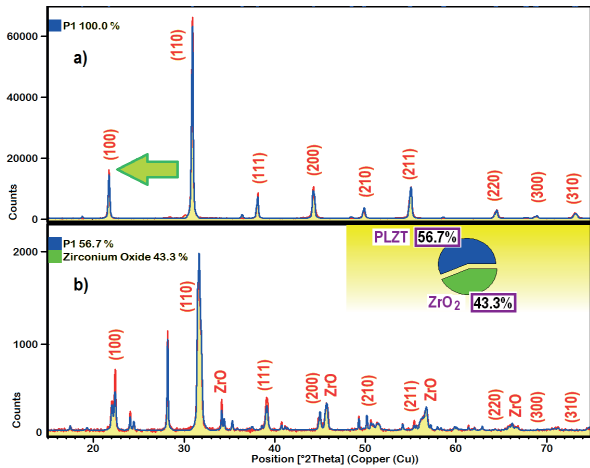 P1 100.0 %
a)
60000
40000
20000
0
Counts
(100)
(110)
(111)
(200)
(210)
(211)
(220)
(300)
(310)
P1 56.7 %
Zirconium Oxide 43.3 %
b)
PLZT 56.7%
ZrO2 43.3%
2000
1000
0
Counts
(100)
(110)
ZrO
(111)
(200)
ZrO
(210)
(211)
ZrO
(220)
ZrO
(300)
(310)
20 30 40 50 60 70
Position [°Theta] (Copper (Cu))